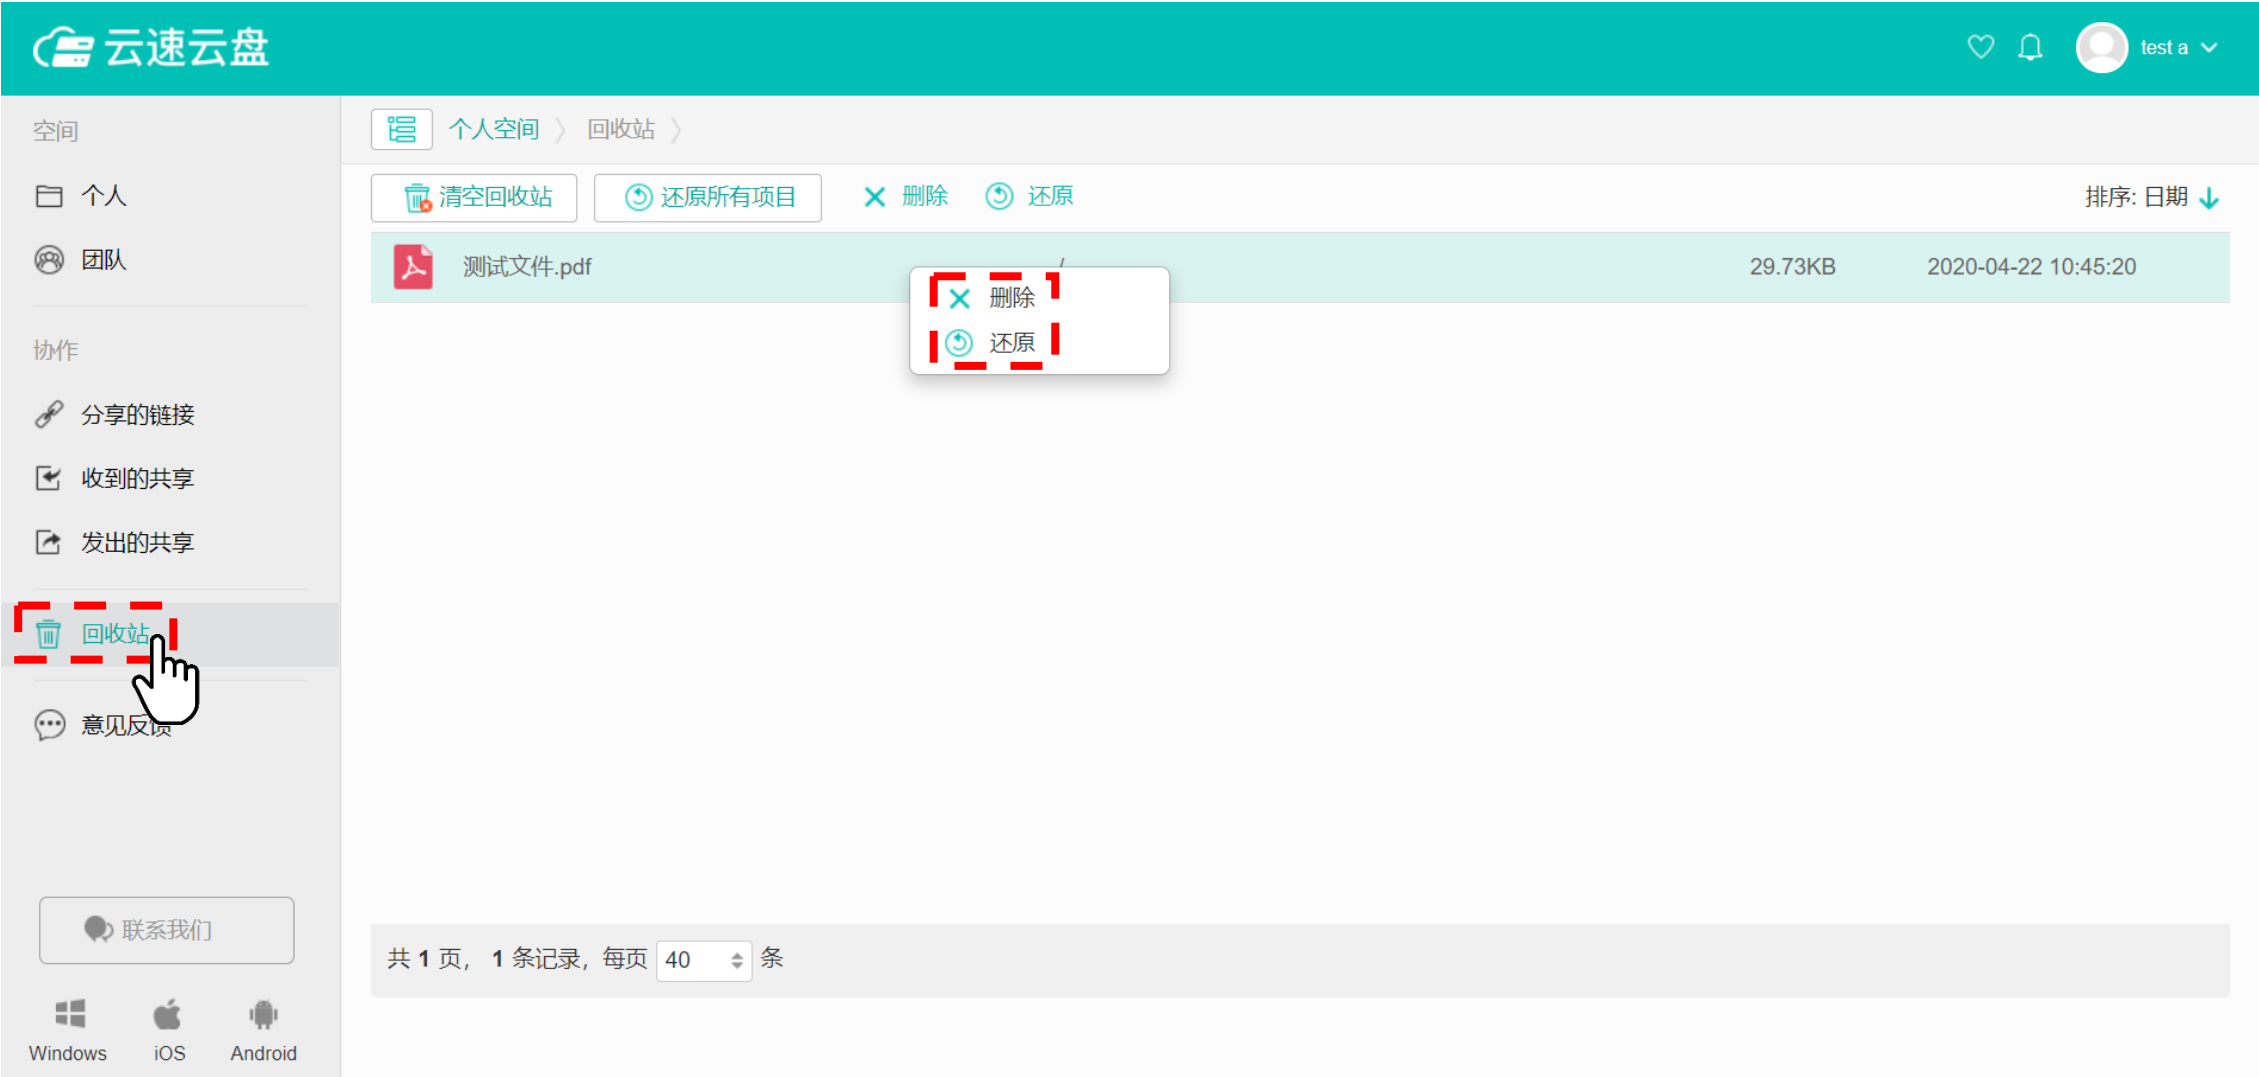 云速云盘
test a
空间
个人
团队
协作
分享的链接
收到的共享
发出的共享
回收站
意见反馈
联系我们
Windows iOS Android
个人空间 回收站
清空回收站 还原所有项目 删除 还原 排序: 日期
测试文件.pdf / 29.73KB 2020-04-22 10:45:20
删除
还原
共 1 页, 1 条记录, 每页 40 条